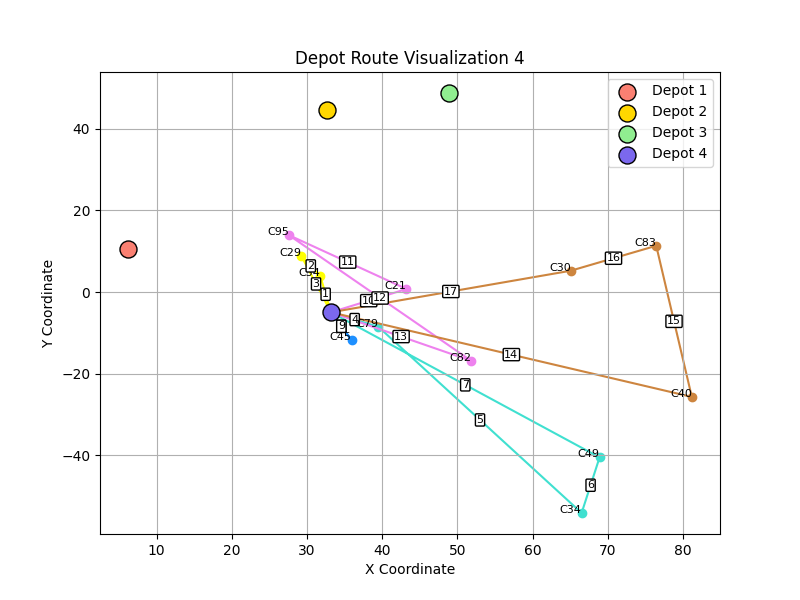 Depot Route Visualization 4
Depot 1
Depot 2
Depot 3
Depot 4
Y Coordinate
40
20
0
−20
−40
C95
C29
C54
C21
C30
C83
C79
C45
C82
C40
C49
C34
11
2
3
1
10
12
17
16
9
4
13
14
15
7
5
6
10
20
30
40
50
60
70
80
X Coordinate